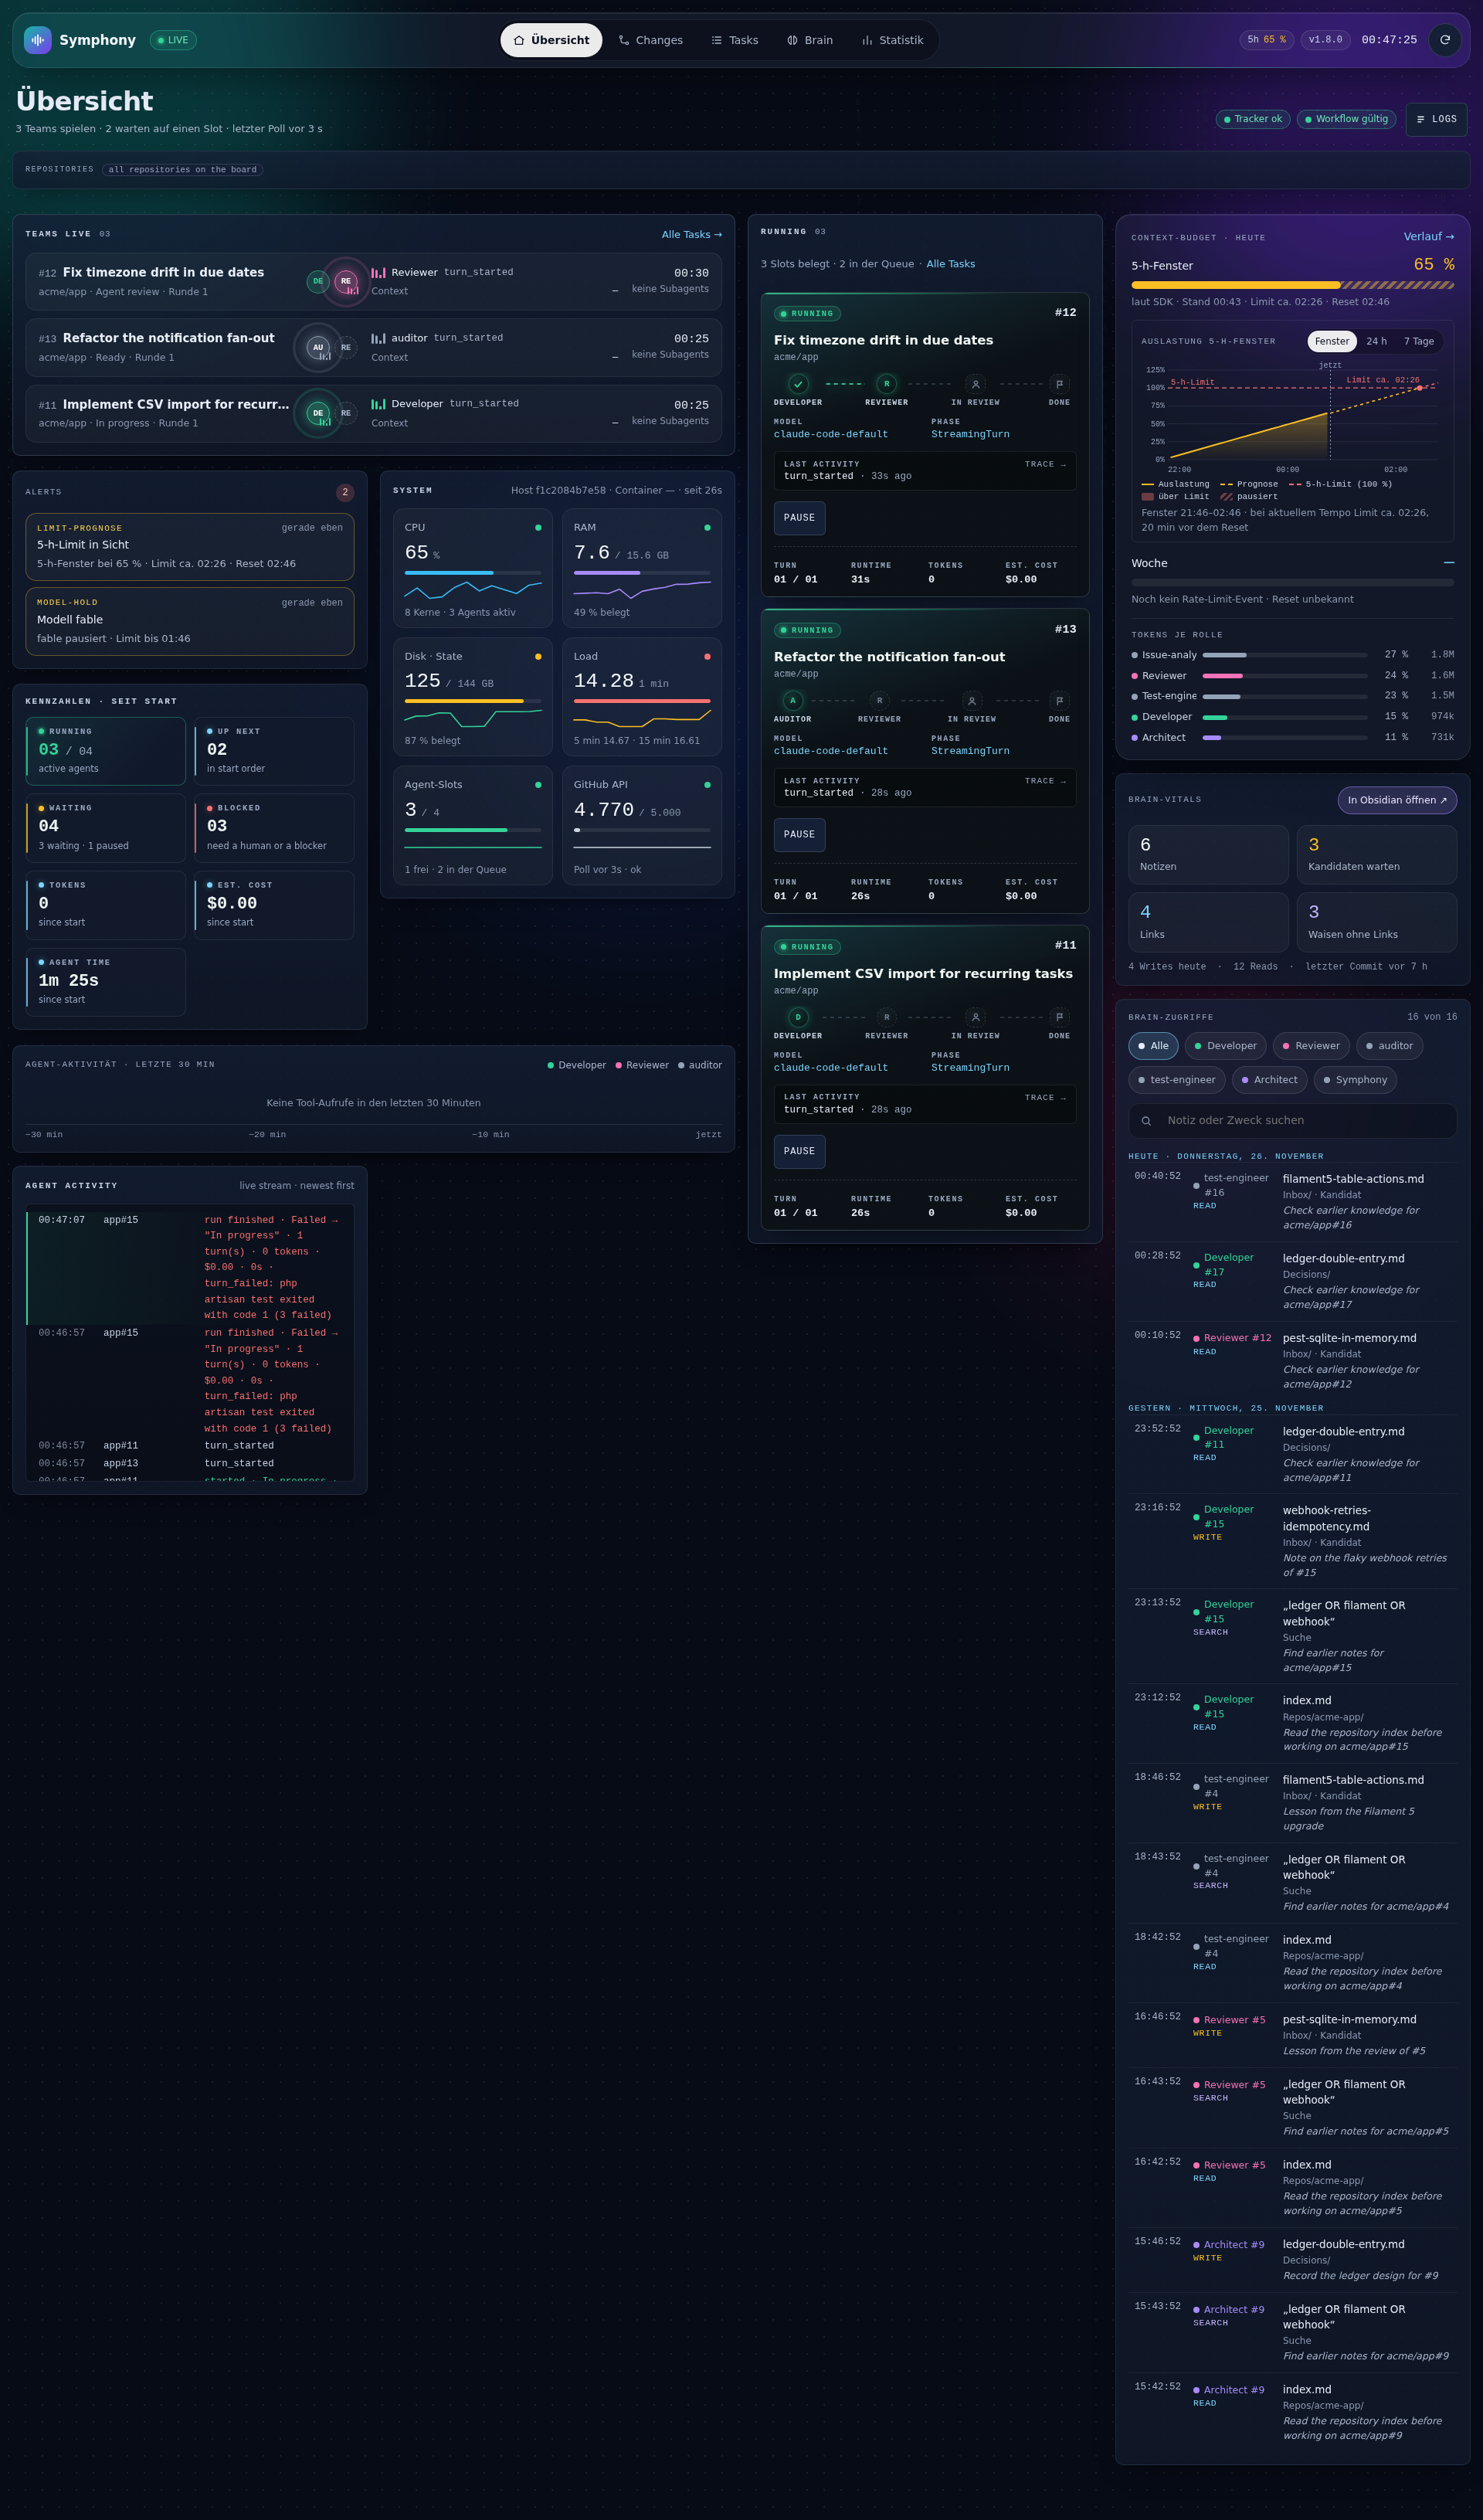 Symphony
LIVE
Übersicht
Changes
Tasks
Brain
Statistik
5h 65 %
v1.8.0
00:47:25
Übersicht
3 Teams spielen · 2 warten auf einen Slot · letzter Poll vor 3 s
Tracker ok
Workflow gültig
LOGS
REPOSITORIES
all repositories on the board
TEAMS LIVE 03
Alle Tasks →
#12 Fix timezone drift in due dates
acme/app · Agent review · Runde 1
DE
RE
Reviewer turn_started
Context
—
00:30
keine Subagents
#13 Refactor the notification fan-out
acme/app · Ready · Runde 1
AU
RE
auditor turn_started
Context
—
00:25
keine Subagents
#11 Implement CSV import for recurr…
acme/app · In progress · Runde 1
DE
RE
Developer turn_started
Context
—
00:25
keine Subagents
ALERTS
2
LIMIT-PROGNOSE
gerade eben
5-h-Limit in Sicht
5-h-Fenster bei 65 % · Limit ca. 02:26 · Reset 02:46
MODEL-HOLD
gerade eben
Modell fable
fable pausiert · Limit bis 01:46
KENNZAHLEN · SEIT START
RUNNING
03 / 04
active agents
UP NEXT
02
in start order
WAITING
04
3 waiting · 1 paused
BLOCKED
03
need a human or a blocker
TOKENS
0
since start
EST. COST
$0.00
since start
AGENT TIME
1m 25s
since start
SYSTEM
Host f1c2084b7e58 · Container — · seit 26s
CPU
65 %
8 Kerne · 3 Agents aktiv
RAM
7.6 / 15.6 GB
49 % belegt
Disk · State
125 / 144 GB
87 % belegt
Load
14.28 1 min
5 min 14.67 · 15 min 16.61
Agent-Slots
3 / 4
1 frei · 2 in der Queue
GitHub API
4.770 / 5.000
Poll vor 3s · ok
AGENT-AKTIVITÄT · LETZTE 30 MIN
Developer
Reviewer
auditor
Keine Tool-Aufrufe in den letzten 30 Minuten
−30 min
−20 min
−10 min
jetzt
AGENT ACTIVITY
live stream · newest first
00:47:07 app#15 run finished · Failed →
"In progress" · 1
turn(s) · 0 tokens ·
$0.00 · 0s ·
turn_failed: php
artisan test exited
with code 1 (3 failed)
00:46:57 app#15 run finished · Failed →
"In progress" · 1
turn(s) · 0 tokens ·
$0.00 · 0s ·
turn_failed: php
artisan test exited
with code 1 (3 failed)
00:46:57 app#11 turn_started
00:46:57 app#13 turn_started
00:46:57 app#11 started · In progress ·
RUNNING 03
3 Slots belegt · 2 in der Queue · Alle Tasks
RUNNING
#12
Fix timezone drift in due dates
acme/app
R
DEVELOPER
REVIEWER
IN REVIEW
DONE
MODEL
PHASE
claude-code-default
StreamingTurn
LAST ACTIVITY
TRACE →
turn_started · 33s ago
PAUSE
TURN
RUNTIME
TOKENS
EST. COST
01 / 01
31s
0
$0.00
RUNNING
#13
Refactor the notification fan-out
acme/app
A
R
AUDITOR
REVIEWER
IN REVIEW
DONE
MODEL
PHASE
claude-code-default
StreamingTurn
LAST ACTIVITY
TRACE →
turn_started · 28s ago
PAUSE
TURN
RUNTIME
TOKENS
EST. COST
01 / 01
26s
0
$0.00
RUNNING
#11
Implement CSV import for recurring tasks
acme/app
D
R
DEVELOPER
REVIEWER
IN REVIEW
DONE
MODEL
PHASE
claude-code-default
StreamingTurn
LAST ACTIVITY
TRACE →
turn_started · 28s ago
PAUSE
TURN
RUNTIME
TOKENS
EST. COST
01 / 01
26s
0
$0.00
CONTEXT-BUDGET · HEUTE
Verlauf →
5-h-Fenster
65 %
laut SDK · Stand 00:43 · Limit ca. 02:26 · Reset 02:46
AUSLASTUNG 5-H-FENSTER
Fenster
24 h
7 Tage
jetzt
125%
100%
75%
50%
25%
0%
5-h-Limit
Limit ca. 02:26
22:00
00:00
02:00
Auslastung
Prognose
5-h-Limit (100 %)
über Limit
pausiert
Fenster 21:46–02:46 · bei aktuellem Tempo Limit ca. 02:26,
20 min vor dem Reset
Woche
—
Noch kein Rate-Limit-Event · Reset unbekannt
TOKENS JE ROLLE
Issue-analy 27 % 1.8M
Reviewer 24 % 1.6M
Test-engine 23 % 1.5M
Developer 15 % 974k
Architect 11 % 731k
BRAIN-VITALS
In Obsidian öffnen ↗
6
Notizen
3
Kandidaten warten
4
Links
3
Waisen ohne Links
4 Writes heute · 12 Reads · letzter Commit vor 7 h
BRAIN-ZUGRIFFE
16 von 16
Alle
Developer
Reviewer
auditor
test-engineer
Architect
Symphony
Notiz oder Zweck suchen
HEUTE · DONNERSTAG, 26. NOVEMBER
00:40:52
test-engineer
#16
READ
filament5-table-actions.md
Inbox/ · Kandidat
Check earlier knowledge for
acme/app#16
00:28:52
Developer
#17
READ
ledger-double-entry.md
Decisions/
Check earlier knowledge for
acme/app#17
00:10:52
Reviewer #12
READ
pest-sqlite-in-memory.md
Inbox/ · Kandidat
Check earlier knowledge for
acme/app#12
GESTERN · MITTWOCH, 25. NOVEMBER
23:52:52
Developer
#11
READ
ledger-double-entry.md
Decisions/
Check earlier knowledge for
acme/app#11
23:16:52
Developer
#15
WRITE
webhook-retries-
idempotency.md
Inbox/ · Kandidat
Note on the flaky webhook retries
of #15
23:13:52
Developer
#15
SEARCH
„ledger OR filament OR
webhook“
Suche
Find earlier notes for
acme/app#15
23:12:52
Developer
#15
READ
index.md
Repos/acme-app/
Read the repository index before
working on acme/app#15
18:46:52
test-engineer
#4
WRITE
filament5-table-actions.md
Inbox/ · Kandidat
Lesson from the Filament 5
upgrade
18:43:52
test-engineer
#4
SEARCH
„ledger OR filament OR
webhook“
Suche
Find earlier notes for acme/app#4
18:42:52
test-engineer
#4
READ
index.md
Repos/acme-app/
Read the repository index before
working on acme/app#4
16:46:52
Reviewer #5
WRITE
pest-sqlite-in-memory.md
Inbox/ · Kandidat
Lesson from the review of #5
16:43:52
Reviewer #5
SEARCH
„ledger OR filament OR
webhook“
Suche
Find earlier notes for acme/app#5
16:42:52
Reviewer #5
READ
index.md
Repos/acme-app/
Read the repository index before
working on acme/app#5
15:46:52
Architect #9
WRITE
ledger-double-entry.md
Decisions/
Record the ledger design for #9
15:43:52
Architect #9
SEARCH
„ledger OR filament OR
webhook“
Suche
Find earlier notes for acme/app#9
15:42:52
Architect #9
READ
index.md
Repos/acme-app/
Read the repository index before
working on acme/app#9